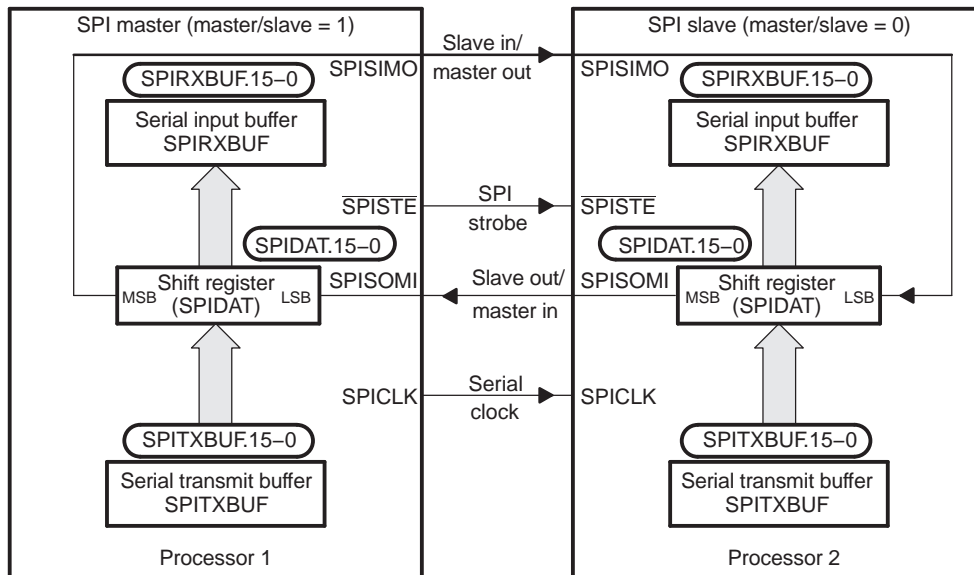 SPI master (master/slave = 1)
SPIRXBUF.15–0
Serial input buffer
SPIRXBUF
SPISIMO
SPISTE
SPIDAT.15–0
MSB
Shift register
(SPIDAT)
LSB
SPISOMI
SPICLK
SPITXBUF.15–0
Serial transmit buffer
SPITXBUF
Processor 1
Slave in/
master out
SPI
strobe
Slave out/
master in
Serial
clock
SPI slave (master/slave = 0)
SPISIMO
SPIRXBUF.15–0
Serial input buffer
SPIRXBUF
SPISTE
SPIDAT.15–0
SPISOMI
MSB
Shift register
(SPIDAT)
LSB
SPICLK
SPITXBUF.15–0
Serial transmit buffer
SPITXBUF
Processor 2